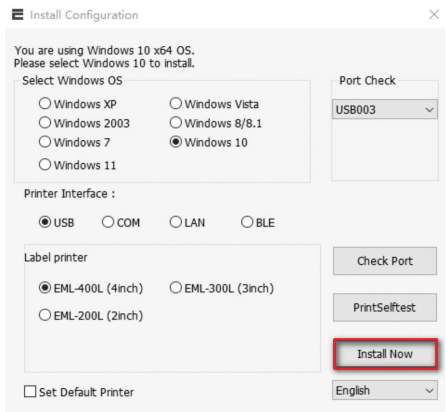 Install Configuration
You are using Windows 10 x64 OS.
Please select Windows 10 to install.
Select Windows OS
Windows XP
Windows Vista
Windows 2003
Windows 8/8.1
Windows 7
Windows 10
Windows 11
Port Check
USB003
Printer Interface :
USB
COM
LAN
BLE
Label printer
EML-400L (4inch)
EML-300L (3inch)
EML-200L (2inch)
Check Port
PrintSelftest
Install Now
Set Default Printer
English